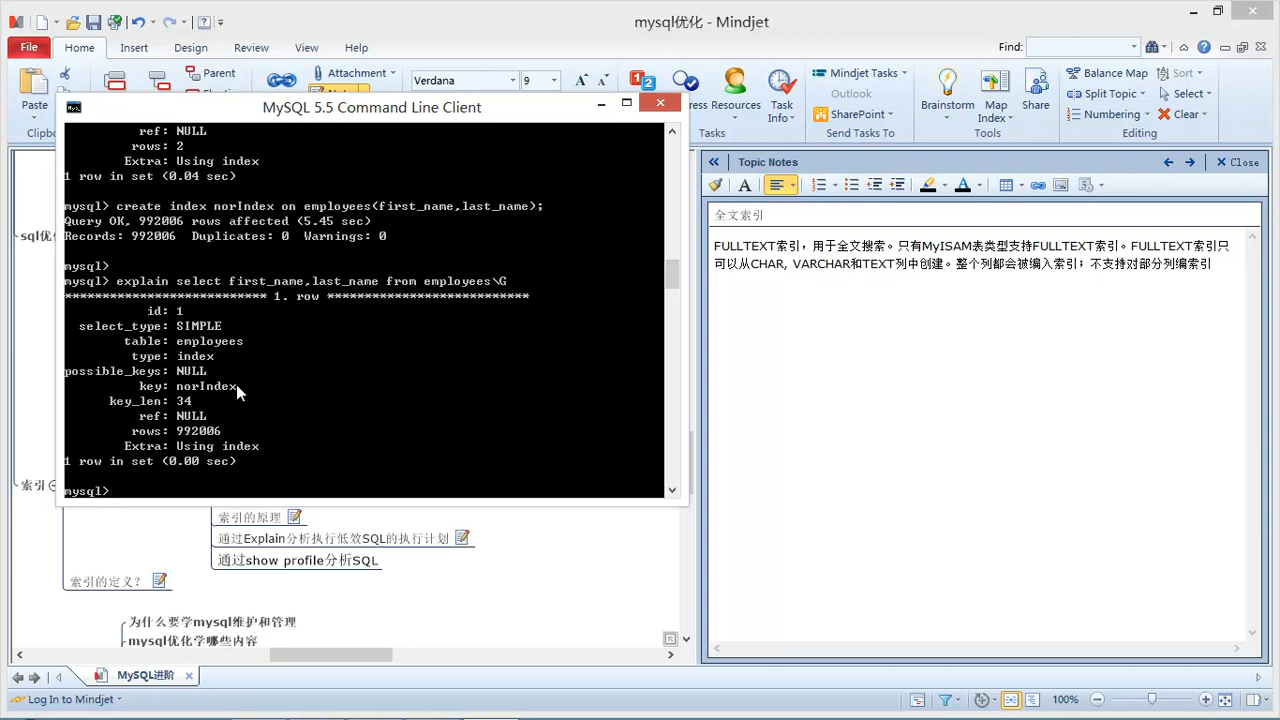 mysql优化 - Mindjet
File
Home
Insert
Design
Review
View
Help
Find:
Paste
Parent
Attachment
Verdana
9
Resources
Task
Info
Tasks
Mindjet Tasks
Outlook
SharePoint
Send Tasks To
Brainstorm
Map
Index
Tools
Balance Map
Split Topic
Numbering
Sort
Select
Clear
Editing
MySQL 5.5 Command Line Client
ref: NULL
rows: 2
Extra: Using index
1 row in set (0.04 sec)
mysql> create index norIndex on employees(first_name,last_name);
Query OK, 992006 rows affected (5.45 sec)
Records: 992006  Duplicates: 0  Warnings: 0
mysql>
mysql> explain select first_name,last_name from employees\G
*************************** 1. row ***************************
id: 1
select_type: SIMPLE
table: employees
type: index
possible_keys: NULL
key: norIndex
key_len: 34
ref: NULL
rows: 992006
Extra: Using index
1 row in set (0.00 sec)
mysql>
Topic Notes
Close
全文索引
FULLTEXT索引，用于全文搜索。只有MyISAM表类型支持FULLTEXT索引。FULLTEXT索引只
可以从CHAR, VARCHAR和TEXT列中创建。整个列都会被编入索引；不支持对部分列编索引
索引
索引的原理
通过Explain分析执行低效SQL的执行计划
通过show profile分析SQL
索引的定义？
为什么要学mysql维护和管理
mysql优化学哪些内容
MySQL进阶
Log In to Mindjet
100%